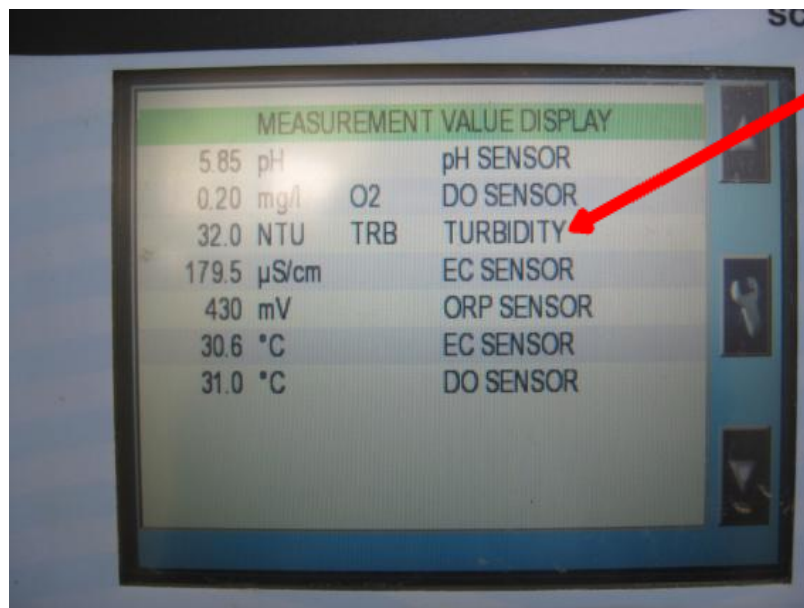 SC
MEASUREMENT VALUE DISPLAY
5.85 pH pH SENSOR
0.20 mg/l O2 DO SENSOR
32.0 NTU TRB TURBIDITY
179.5 µS/cm EC SENSOR
430 mV ORP SENSOR
30.6 °C EC SENSOR
31.0 °C DO SENSOR